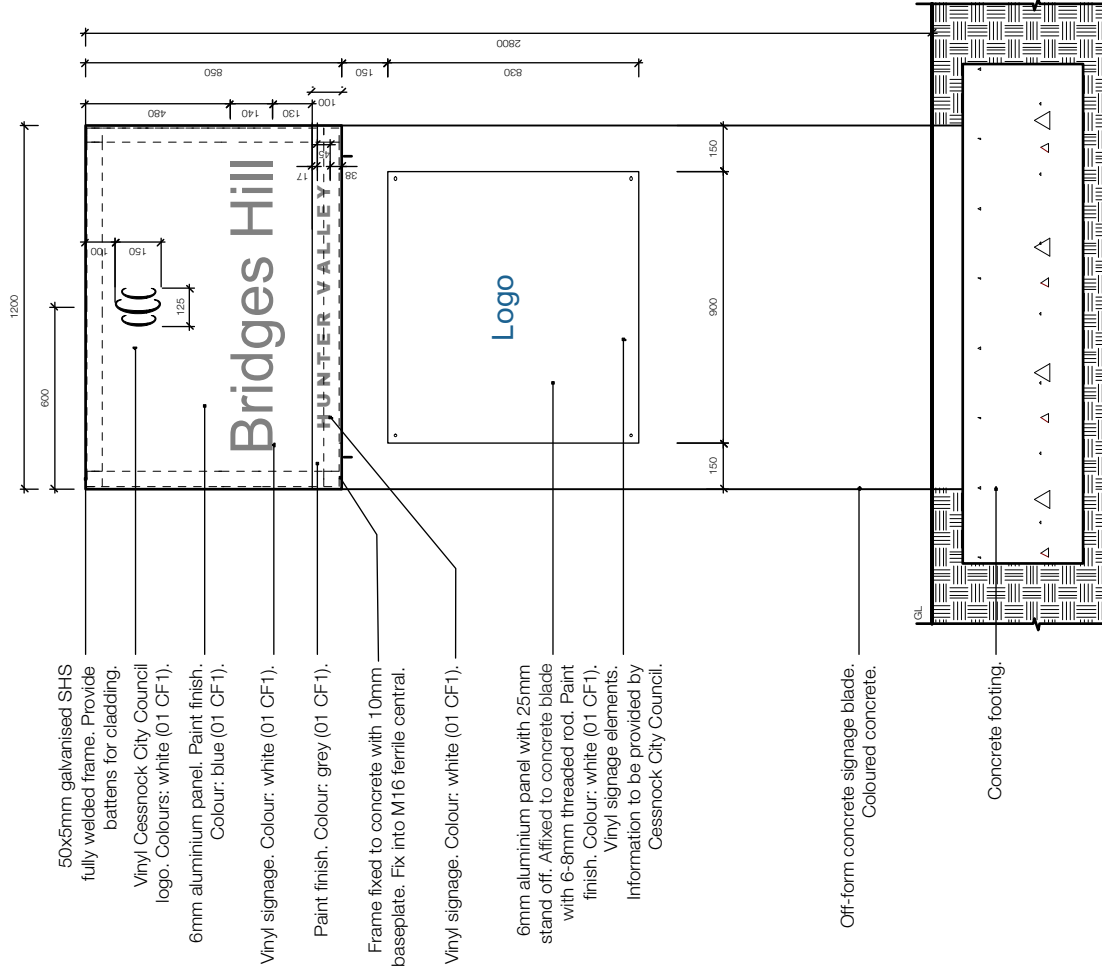 50x5mm galvanised SHS
fully welded frame. Provide
battens for cladding.
Vinyl Cessnock City Council
logo. Colours: white (01 CF1).
6mm aluminium panel. Paint finish.
Colour: blue (01 CF1).
Vinyl signage. Colour: white (01 CF1).
Paint finish. Colour: grey (01 CF1).
Frame fixed to concrete with 10mm
baseplate. Fix into M16 ferrile central.
Vinyl signage. Colour: white (01 CF1).
6mm aluminium panel with 25mm
stand off. Affixed to concrete blade
with 6-8mm threaded rod. Paint
finish. Colour: white (01 CF1).
Vinyl signage elements.
Information to be provided by
Cessnock City Council.
Off-form concrete signage blade.
Coloured concrete.
Concrete footing.
1200
600
125
100
150
Bridges Hill
HUNTER VALLEY
480
140
130
100
17
45
38
850
150
830
2800
Logo
150
900
150
GL